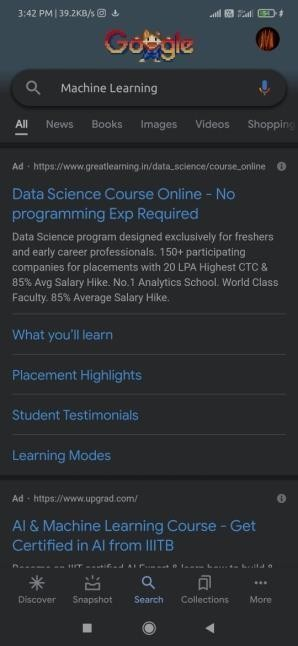 3:42 PM | 39.2KB/s
Google
Machine Learning
All News Books Images Videos Shopping
Ad · https://www.greatlearning.in/data_science/course_online
Data Science Course Online - No
programming Exp Required
Data Science program designed exclusively for freshers
and early career professionals. 150+ participating
companies for placements with 20 LPA Highest CTC &
85% Avg Salary Hike. No.1 Analytics School. World Class
Faculty. 85% Average Salary Hike.
What you'll learn
Placement Highlights
Student Testimonials
Learning Modes
Ad · https://www.upgrad.com/
AI & Machine Learning Course - Get
Certified in AI from IIITB
Discover Snapshot Search Collections More